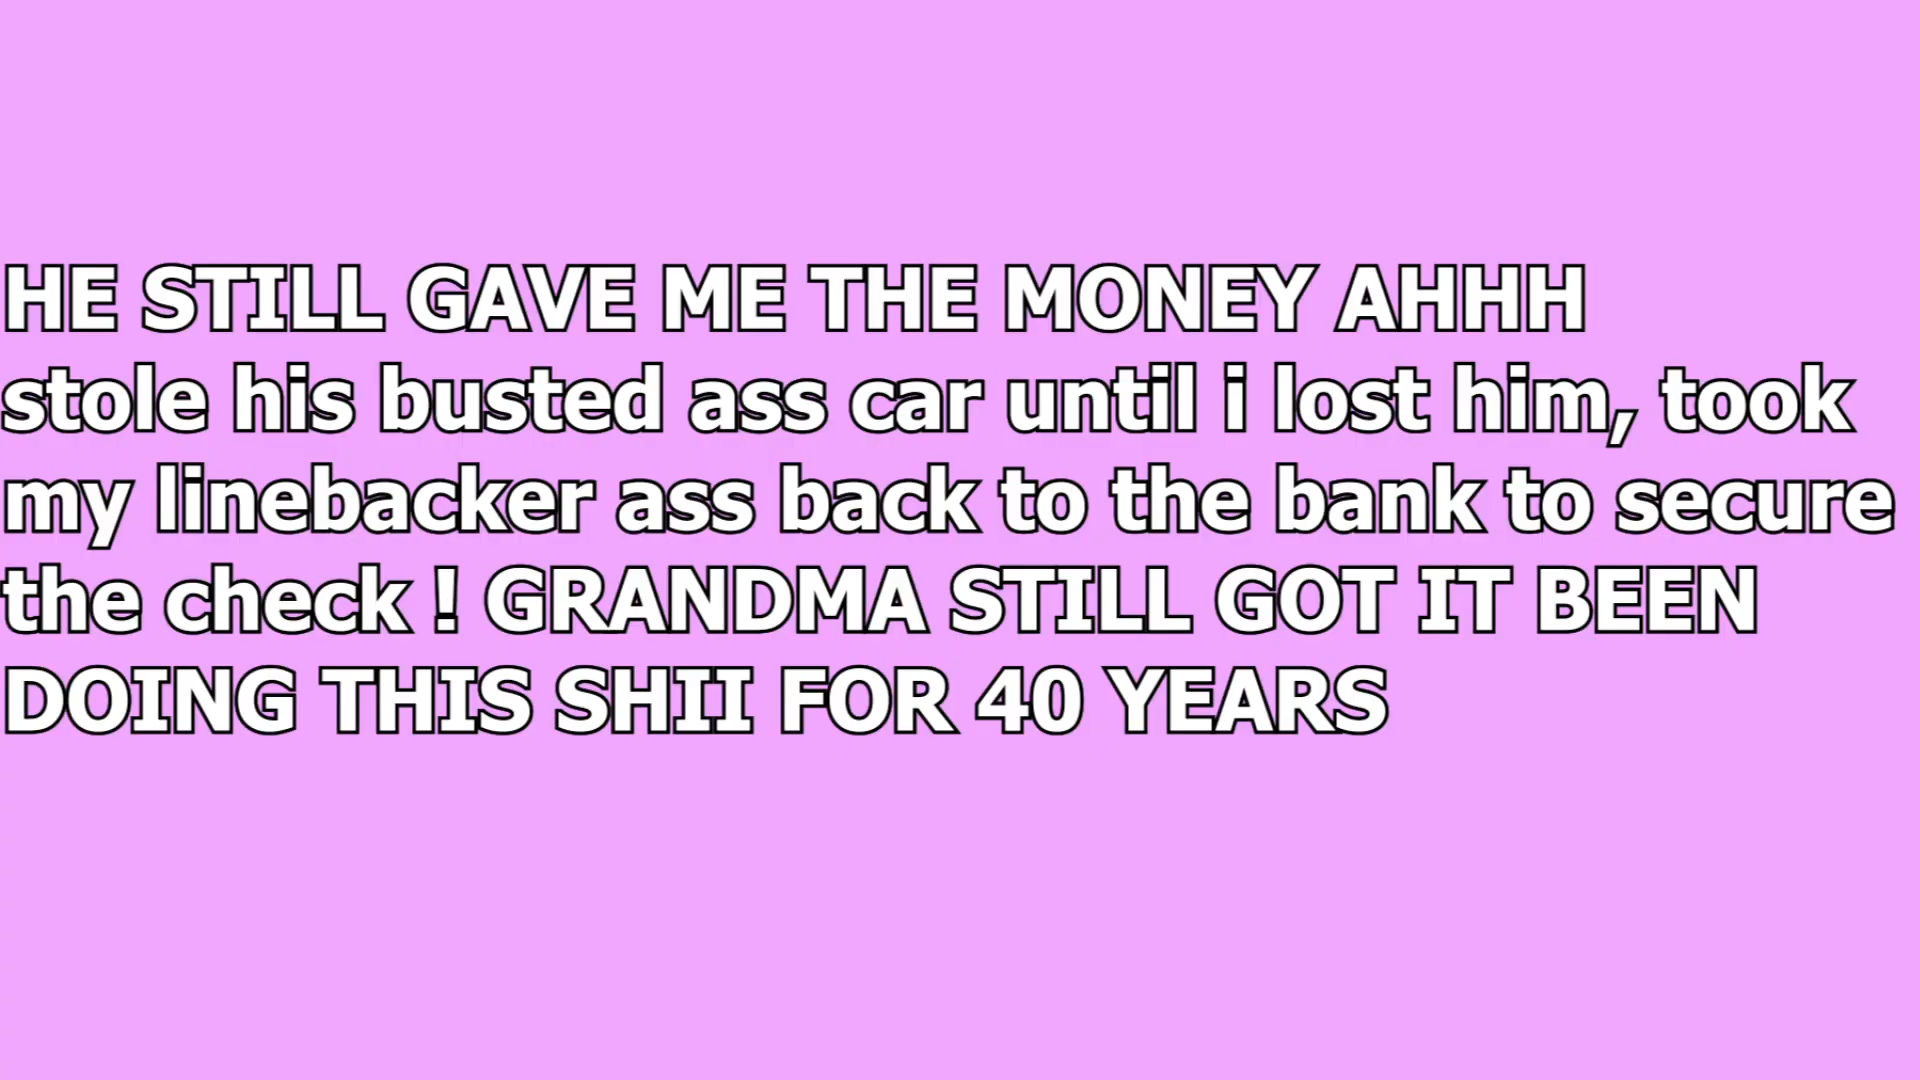 HE STILL GAVE ME THE MONEY AHHH
stole his busted ass car until i lost him, took
my linebacker ass back to the bank to secure
the check ! GRANDMA STILL GOT IT BEEN
DOING THIS SHII FOR 40 YEARS